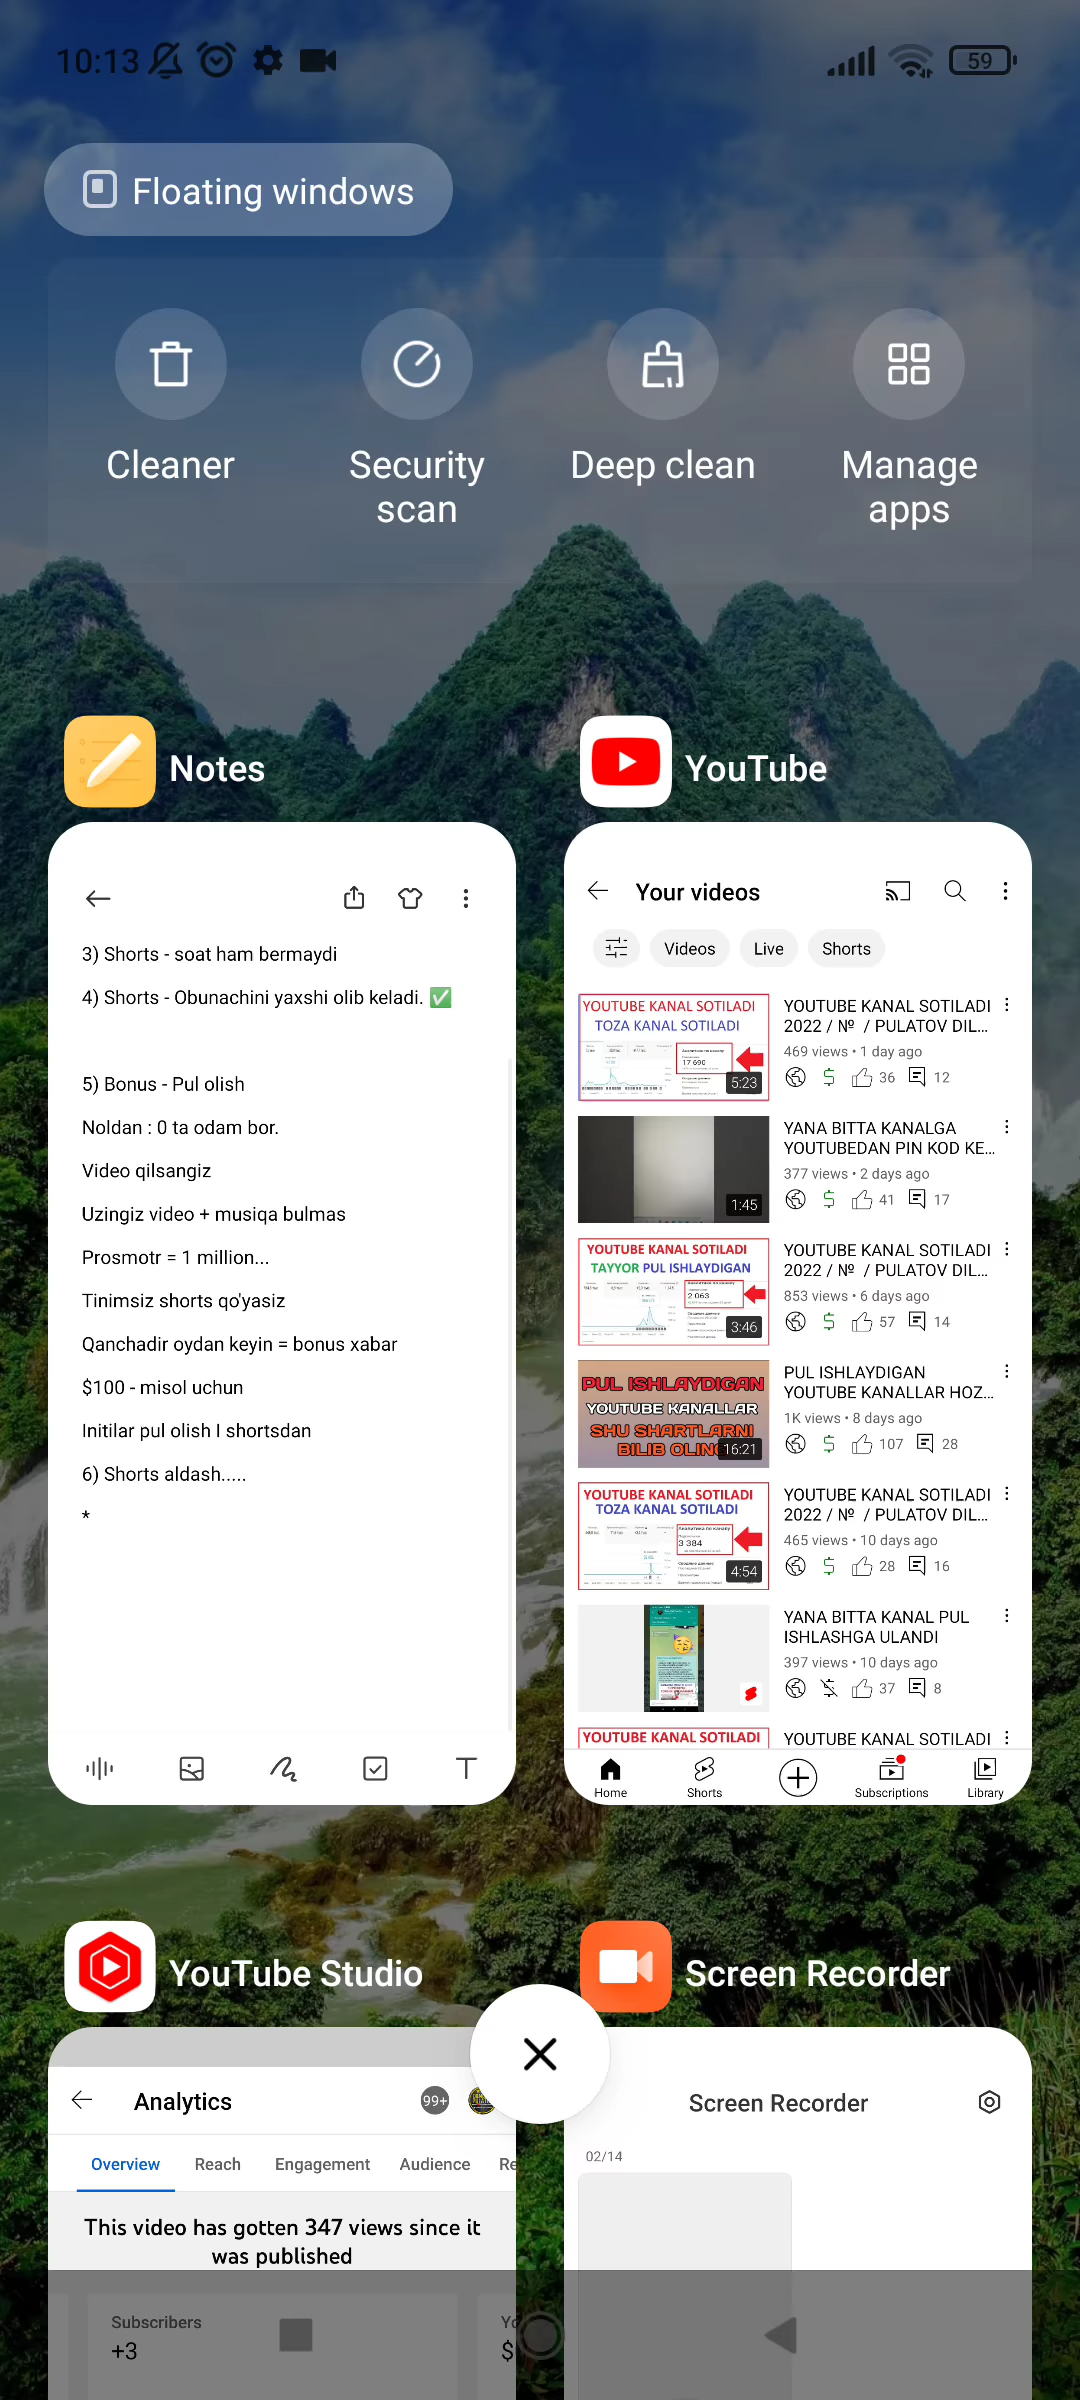 10:13
59
Floating windows
Cleaner
Security scan
Deep clean
Manage apps
Notes
3) Shorts - soat ham bermaydi
4) Shorts - Obunachini yaxshi olib keladi. ✅
5) Bonus - Pul olish
Noldan : 0 ta odam bor.
Video qilsangiz
Uzingiz video + musiqa bulmas
Prosmotr = 1 million...
Tinimsiz shorts qo'yasiz
Qanchadir oydan keyin = bonus xabar
$100 - misol uchun
Initilar pul olish I shortsdan
6) Shorts aldash.....
*
YouTube
Your videos
Videos
Live
Shorts
YOUTUBE KANAL SOTILADI
TOZA KANAL SOTILADI
17 690
5:23
YOUTUBE KANAL SOTILADI
2022 / № / PULATOV DIL...
469 views • 1 day ago
36
12
1:45
YANA BITTA KANALGA
YOUTUBEDAN PIN KOD KE...
377 views • 2 days ago
41
17
YOUTUBE KANAL SOTILADI
TAYYOR PUL ISHLAYDIGAN
2 063
3:46
YOUTUBE KANAL SOTILADI
2022 / № / PULATOV DIL...
853 views • 6 days ago
57
14
PUL ISHLAYDIGAN
YOUTUBE KANALLAR
SHU SHARTLARNI
BILIB OLING
16:21
PUL ISHLAYDIGAN
YOUTUBE KANALLAR HOZ...
1K views • 8 days ago
107
28
YOUTUBE KANAL SOTILADI
TOZA KANAL SOTILADI
3 384
4:54
YOUTUBE KANAL SOTILADI
2022 / № / PULATOV DIL...
465 views • 10 days ago
28
16
YANA BITTA KANAL PUL
ISHLASHGA ULANDI
397 views • 10 days ago
37
8
YOUTUBE KANAL SOTILADI
YOUTUBE KANAL SOTILADI
Home
Shorts
Subscriptions
Library
YouTube Studio
Analytics
99+
Overview
Reach
Engagement
Audience
Re
This video has gotten 347 views since it
was published
Subscribers
+3
Yo
$
Screen Recorder
Screen Recorder
02/14